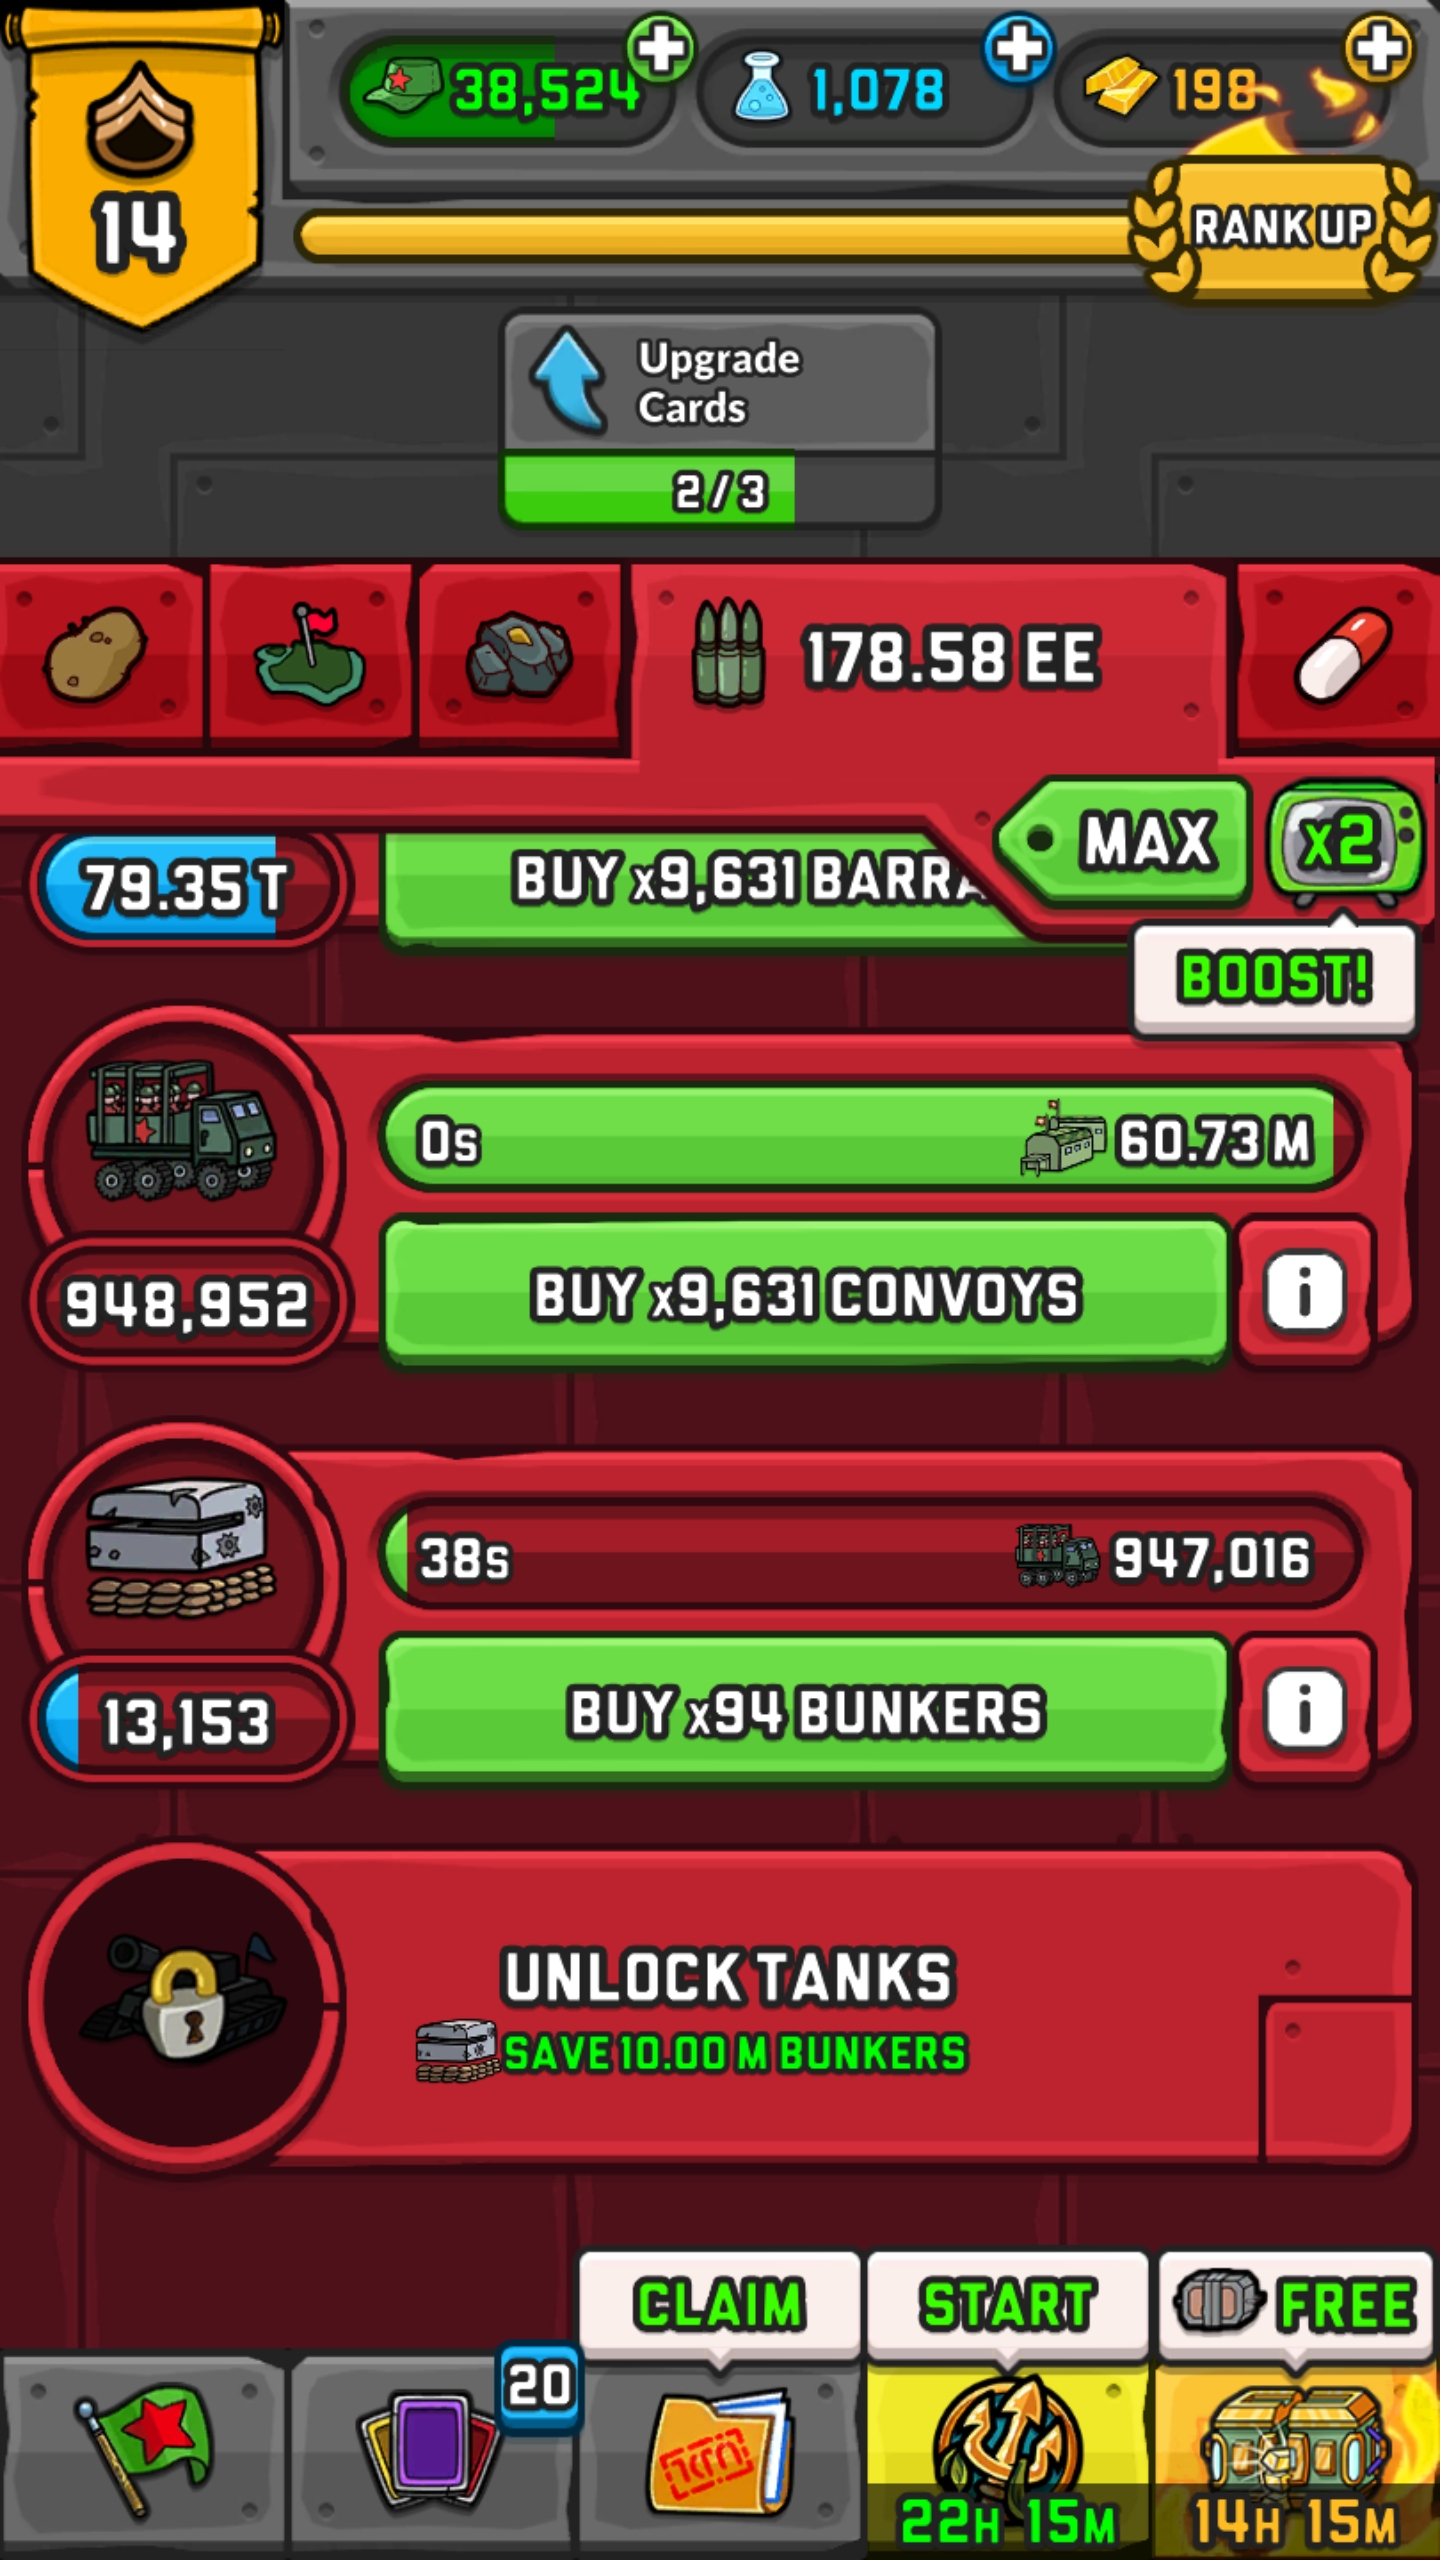 38,524
1,078
198
14
RANK UP
Upgrade
Cards
2/3
178.58 EE
MAX
x2
79.35 T
BUY x9,631 BARRA
BOOST!
0s
60.73 M
948,952
BUY x9,631 CONVOYS
i
38s
947,016
13,153
BUY x94 BUNKERS
i
UNLOCK TANKS
SAVE 10.00 M BUNKERS
CLAIM
START
FREE
20
22H 15M
14H 15M